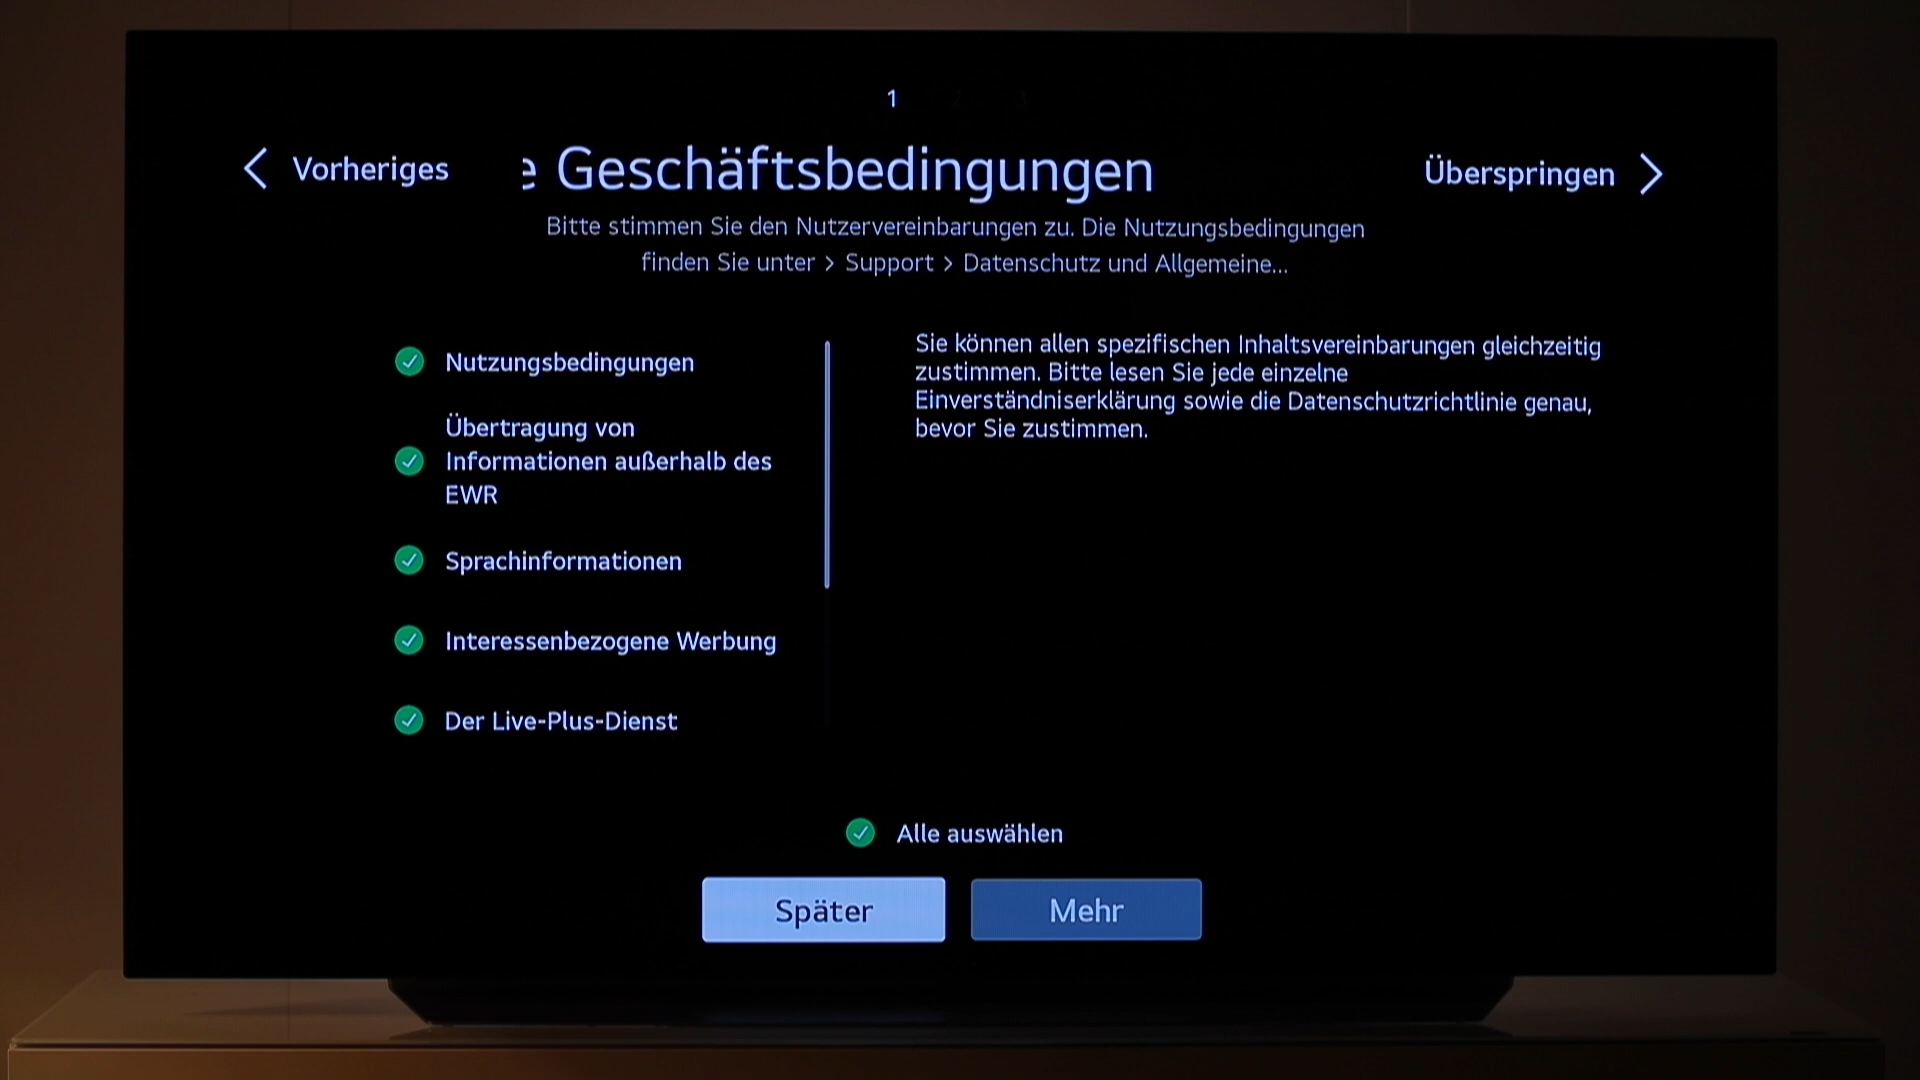 1 2 3
Vorheriges
e Geschäftsbedingungen
Überspringen
Bitte stimmen Sie den Nutzervereinbarungen zu. Die Nutzungsbedingungen
finden Sie unter > Support > Datenschutz und Allgemeine...
Nutzungsbedingungen
Übertragung von
Informationen außerhalb des
EWR
Sprachinformationen
Interessenbezogene Werbung
Der Live-Plus-Dienst
Sie können allen spezifischen Inhaltsvereinbarungen gleichzeitig
zustimmen. Bitte lesen Sie jede einzelne
Einverständniserklärung sowie die Datenschutzrichtlinie genau,
bevor Sie zustimmen.
Alle auswählen
Später
Mehr